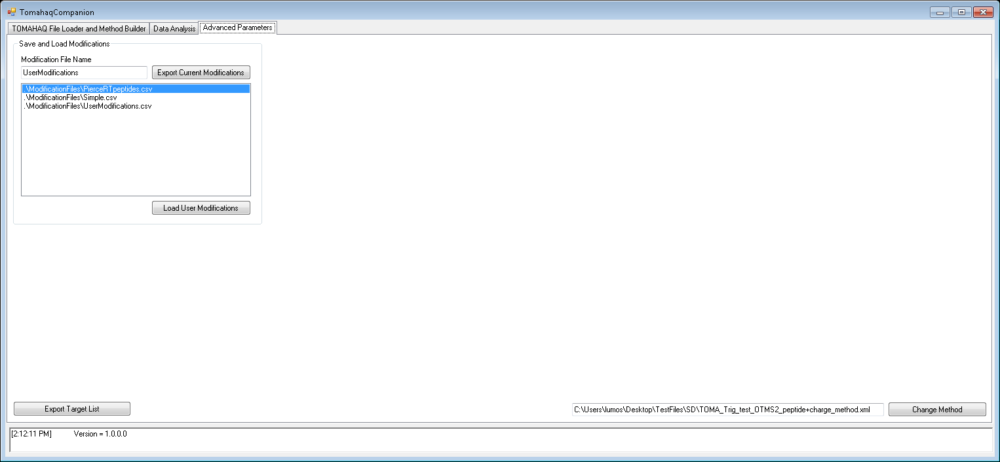 TomahaqCompanion
TOMAHAQ File Loader and Method Builder
Data Analysis
Advanced Parameters
Save and Load Modifications
Modification File Name
UserModifications
Export Current Modifications
.\ModificationFiles\PierceRTpeptides.csv
.\ModificationFiles\Simple.csv
.\ModificationFiles\UserModifications.csv
Load User Modifications
Export Target List
C:\Users\lumos\Desktop\TestFiles\SD\TOMA_Trig_test_OTMS2_peptide+charge_method.xml
Change Method
[2:12:11 PM] Version = 1.0.0.0